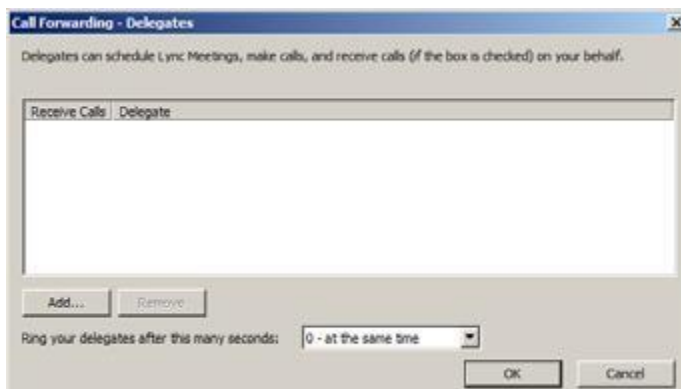 Call Forwarding - Delegates
Delegates can schedule Lync Meetings, make calls, and receive calls (if the box is checked) on your behalf.
Receive Calls Delegate
Add... Remove
Ring your delegates after this many seconds: 0 - at the same time
OK Cancel